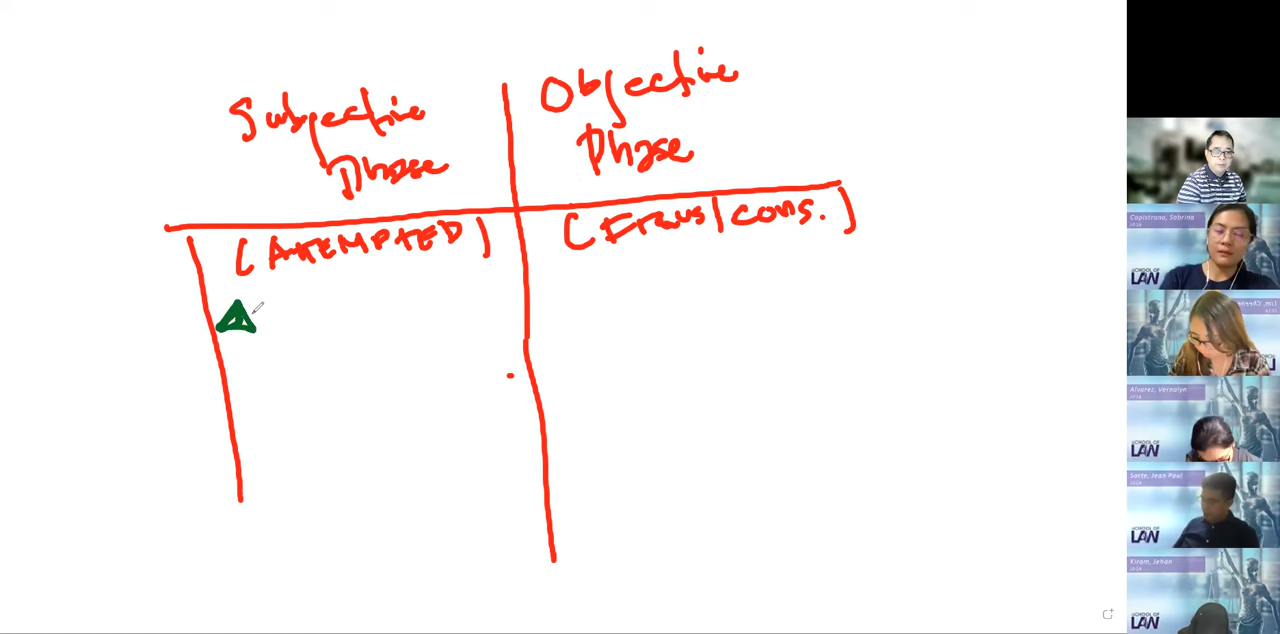 Subjective
Phase
Objective
Phase
(ATTEMPTED)
(FRUS/CONS.)
Capistrano, Sabrina
SCHOOL OF
LAW
Alvarez, Vernalyn
SCHOOL OF
LAW
Sorte, Jean Paul
SCHOOL OF
LAW
Kiram, Jehan
SCHOOL OF
LAW